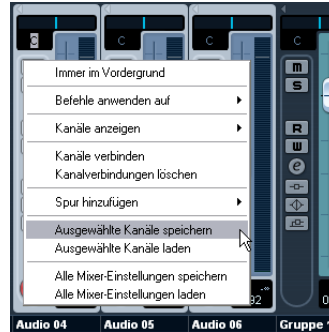 C C C
Immer im Vordergrund
Befehle anwenden auf
Kanäle anzeigen
Kanäle verbinden
Kanalverbindungen löschen
Spur hinzufügen
Ausgewählte Kanäle speichern
Ausgewählte Kanäle laden
Alle Mixer-Einstellungen speichern
Alle Mixer-Einstellungen laden
m
S
R
W
e
Audio 04 Audio 05 Audio 06 Gruppe